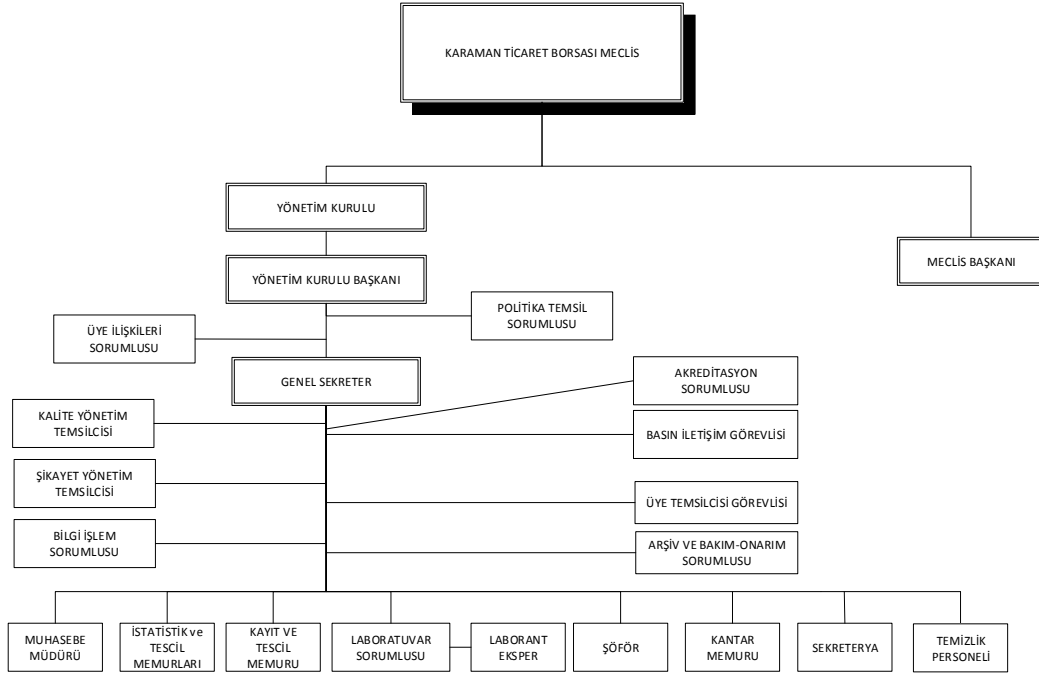 KARAMAN TİCARET BORSASI MECLİS
YÖNETİM KURULU
MECLİS BAŞKANI
YÖNETİM KURULU BAŞKANI
POLİTİKA TEMSİL
SORUMLUSU
ÜYE İLİŞKİLERİ
SORUMLUSU
GENEL SEKRETER
AKREDİTASYON
SORUMLUSU
KALİTE YÖNETİM
TEMSİLCİSİ
BASIN İLETİŞİM GÖREVLİSİ
ŞİKAYET YÖNETİM
TEMSİLCİSİ
ÜYE TEMSİLCİSİ GÖREVLİSİ
BİLGİ İŞLEM
SORUMLUSU
ARŞİV VE BAKIM-ONARIM
SORUMLUSU
MUHASEBE
MÜDÜRÜ
İSTATİSTİK ve
TESCİL
MEMURLARI
KAYIT VE
TESCİL
MEMURU
LABORATUVAR
SORUMLUSU
LABORANT
EKSPER
ŞÖFÖR
KANTAR
MEMURU
SEKRETERYA
TEMİZLİK
PERSONELİ